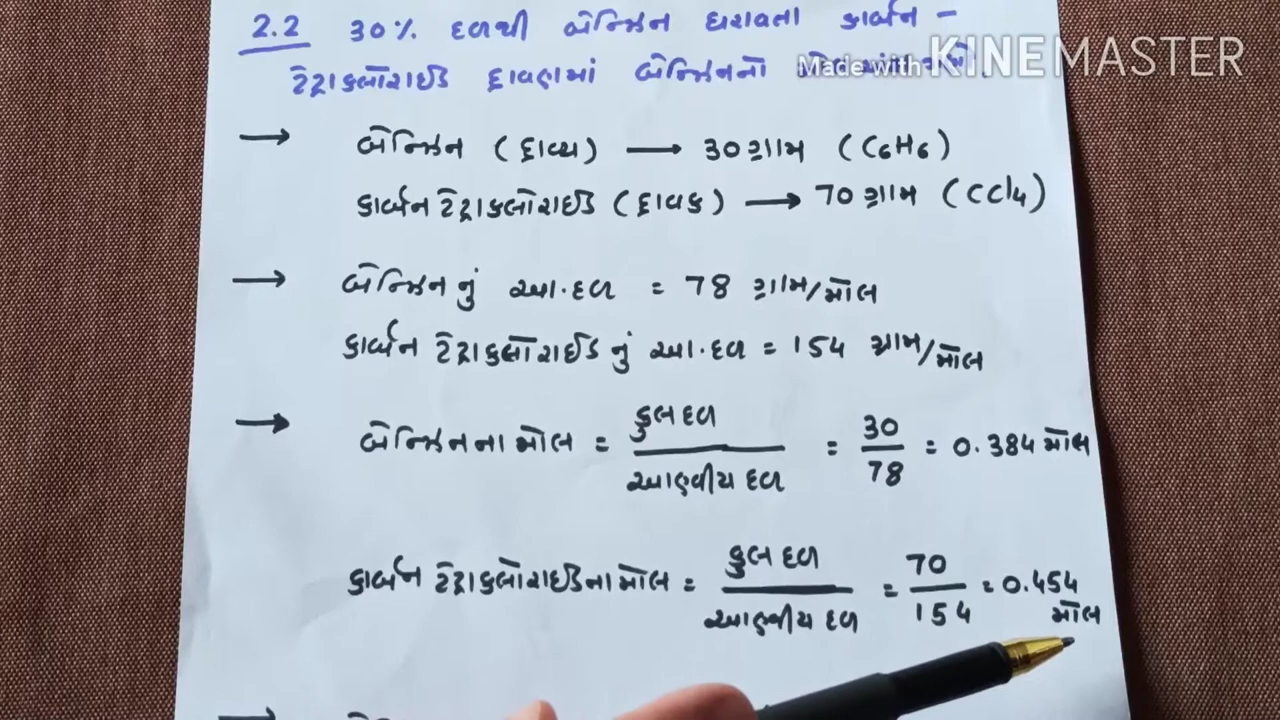 2.2 30% દળથી બેન્ઝિન ધરાવતા કાર્બન -
ટેટ્રાક્લોરાઈડ દ્રાવણમાં બેન્ઝિનનો
Made with KINEMASTER
→ બેન્ઝિન (દ્રાવ્ય) → 30 ગ્રામ (C6H6)
કાર્બન ટેટ્રાક્લોરાઈડ (દ્રાવક) → 70 ગ્રામ (CCl4)
→ બેન્ઝિન નું આ.દળ = 78 ગ્રામ/મોલ
કાર્બન ટેટ્રાક્લોરાઈડ નું આ.દળ = 154 ગ્રામ/મોલ
→ બેન્ઝિનના મોલ = કુલ દળ / આણ્વીય દળ = 30/78 = 0.384 મોલ
કાર્બન ટેટ્રાક્લોરાઈડના મોલ = કુલ દળ / આણ્વીય દળ = 70/154 = 0.454 મોલ